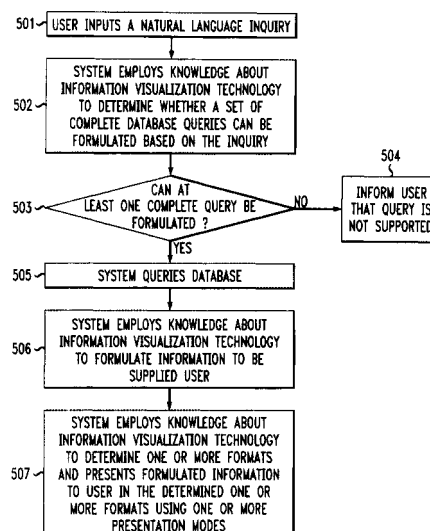 501
USER INPUTS A NATURAL LANGUAGE INQUIRY
502
SYSTEM EMPLOYS KNOWLEDGE ABOUT
INFORMATION VISUALIZATION TECHNOLOGY
TO DETERMINE WHETHER A SET OF
COMPLETE DATABASE QUERIES CAN BE
FORMULATED BASED ON THE INQUIRY
503
CAN AT
LEAST ONE COMPLETE QUERY BE
FORMULATED ?
NO
504
INFORM USER
THAT QUERY IS
NOT SUPPORTED
YES
505
SYSTEM QUERIES DATABASE
506
SYSTEM EMPLOYS KNOWLEDGE ABOUT
INFORMATION VISUALIZATION TECHNOLOGY
TO FORMULATE INFORMATION TO BE
SUPPLIED USER
507
SYSTEM EMPLOYS KNOWLEDGE ABOUT
INFORMATION VISUALIZATION TECHNOLOGY
TO DETERMINE ONE OR MORE FORMATS
AND PRESENTS FORMULATED INFORMATION
TO USER IN THE DETERMINED ONE OR
MORE FORMATS USING ONE OR MORE
PRESENTATION MODES